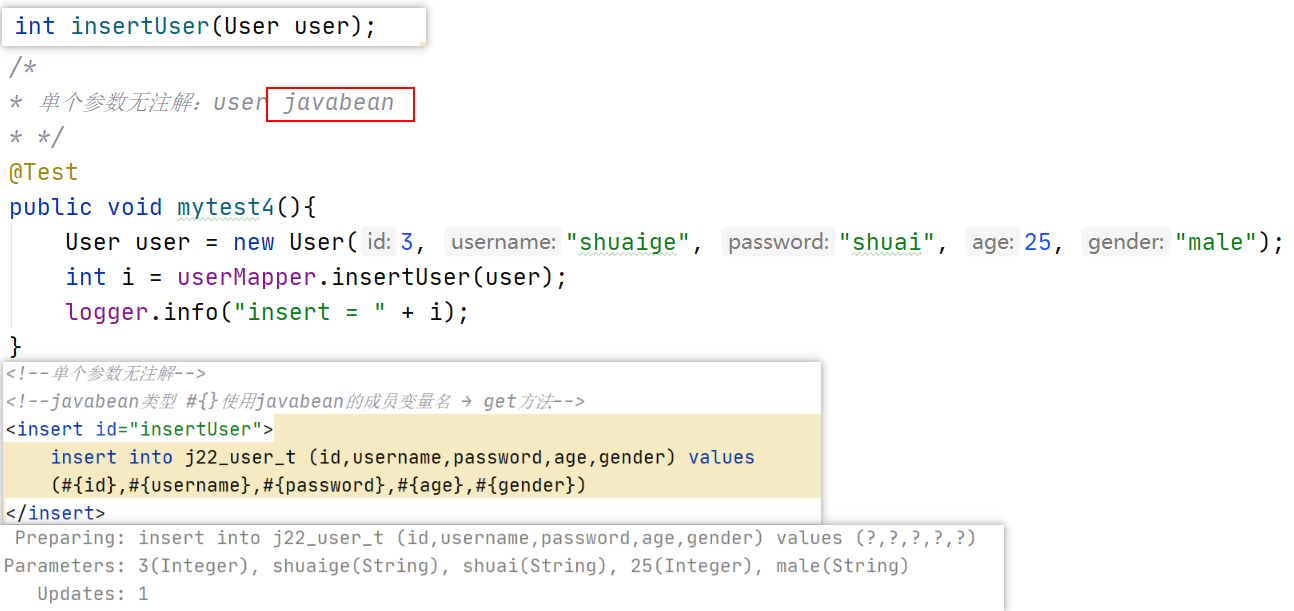 int insertUser(User user);
/*
* 单个参数无注解：user javabean
* */
@Test
public void mytest4(){
    User user = new User( id: 3, username: "shuaige", password: "shuai", age: 25, gender: "male");
    int i = userMapper.insertUser(user);
    logger.info("insert = " + i);
}
<!--单个参数无注解-->
<!--javabean类型 #{}使用javabean的成员变量名 → get方法-->
<insert id="insertUser">
    insert into j22_user_t (id,username,password,age,gender) values
    (#{id},#{username},#{password},#{age},#{gender})
</insert>
Preparing: insert into j22_user_t (id,username,password,age,gender) values (?,?,?,?,?)
Parameters: 3(Integer), shuaige(String), shuai(String), 25(Integer), male(String)
Updates: 1